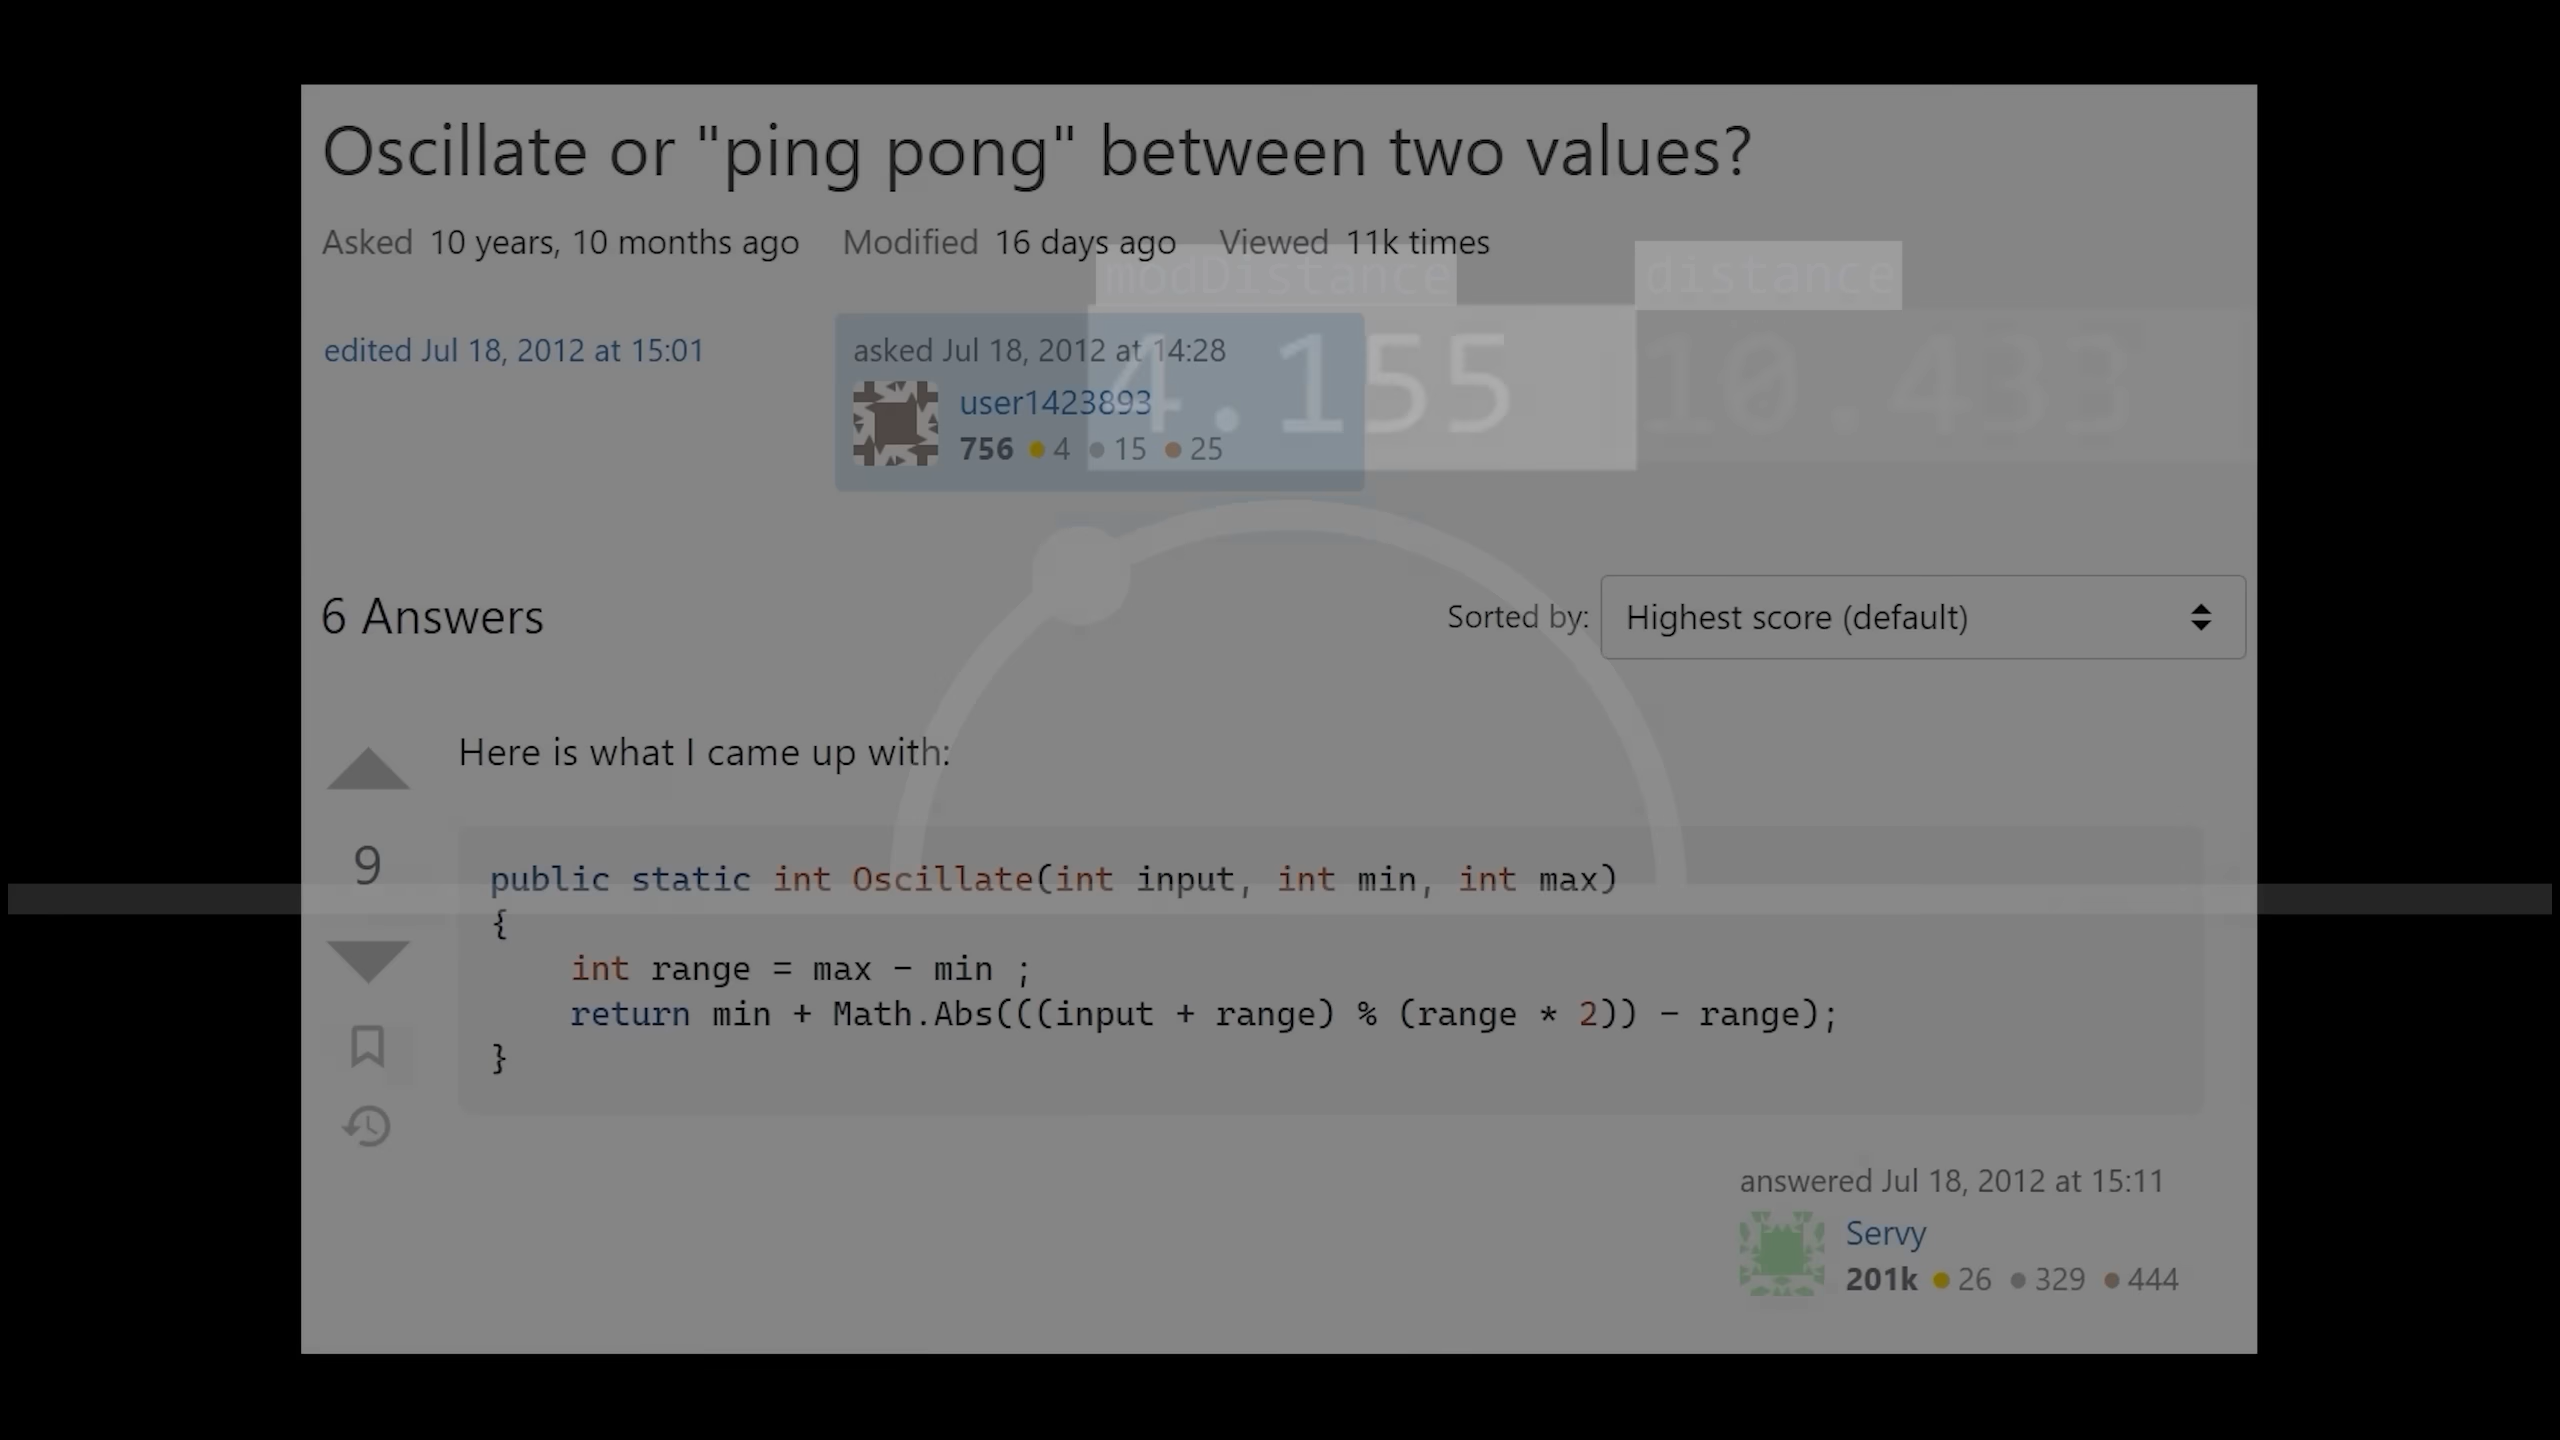 Oscillate or "ping pong" between two values?
Asked 10 years, 10 months ago Modified 16 days ago Viewed 11k times
modDistance distance
edited Jul 18, 2012 at 15:01
asked Jul 18, 2012 at 14:28
4.155 10.433
user1423893
756 4 15 25
6 Answers
Sorted by: Highest score (default)
Here is what I came up with:
9
public static int Oscillate(int input, int min, int max)
{
int range = max - min ;
return min + Math.Abs(((input + range) % (range * 2)) - range);
}
answered Jul 18, 2012 at 15:11
Servy
201k 26 329 444